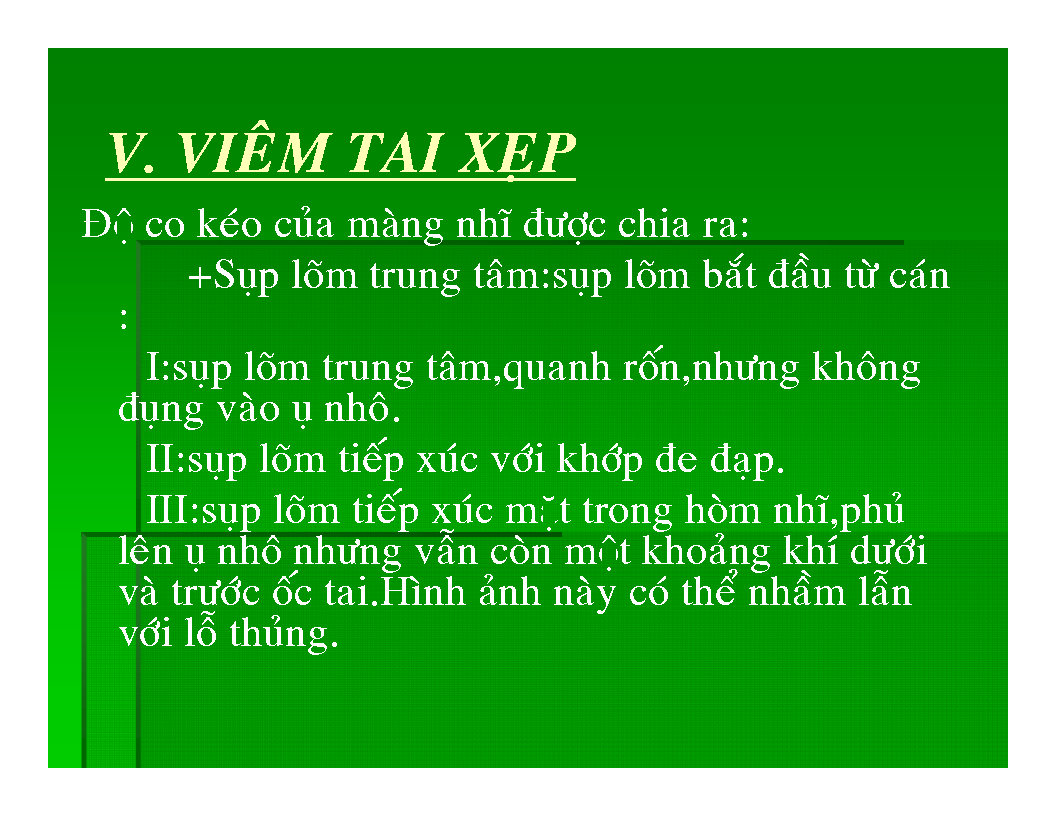 V. VIÊM TAI XẸP
Độ co kéo của màng nhĩ được chia ra:
+Sụp lõm trung tâm:sụp lõm bắt đầu từ cán
:
I:sụp lõm trung tâm,quanh rốn,nhưng không
đụng vào ụ nhô.
II:sụp lõm tiếp xúc với khớp đe đạp.
III:sụp lõm tiếp xúc mặt trong hòm nhĩ,phủ
lên ụ nhô nhưng vẫn còn một khoảng khí dưới
và trước ốc tai.Hình ảnh này có thể nhầm lẫn
với lỗ thủng.